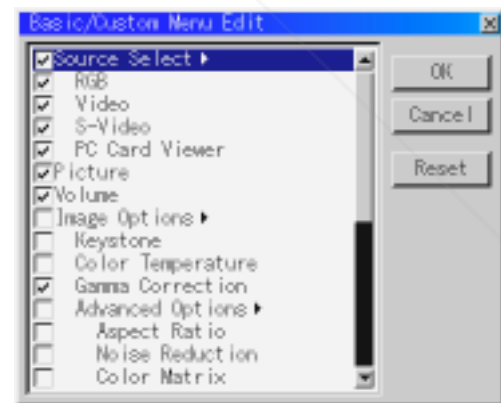 Basic/Custom Menu Edit
Source Select
RGB
Video
S-Video
PC Card Viewer
Picture
Volume
Image Options
Keystone
Color Temperature
Gamma Correction
Advanced Options
Aspect Ratio
Noise Reduction
Color Matrix
OK
Cancel
Reset